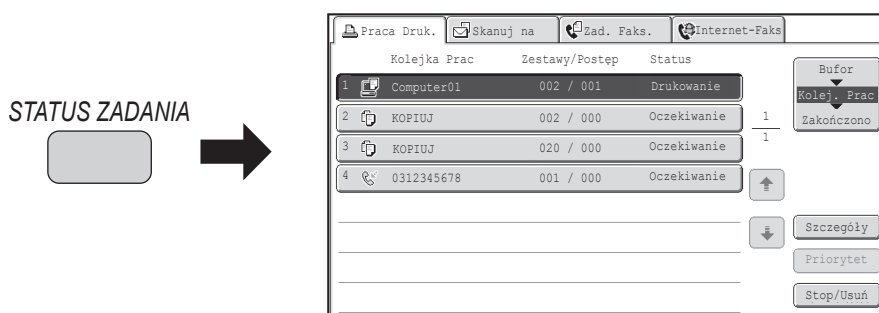 STATUS ZADANIA
Praca Druk. Skanuj na Zad. Faks. Internet-Faks
Kolejka Prac Zestawy/Postęp Status
1 Computer01 002 / 001 Drukowanie
2 KOPIUJ 002 / 000 Oczekiwanie
3 KOPIUJ 020 / 000 Oczekiwanie
4 0312345678 001 / 000 Oczekiwanie
1
1
Bufor
Kolej. Prac
Zakończono
Szczegóły
Priorytet
Stop/Usuń